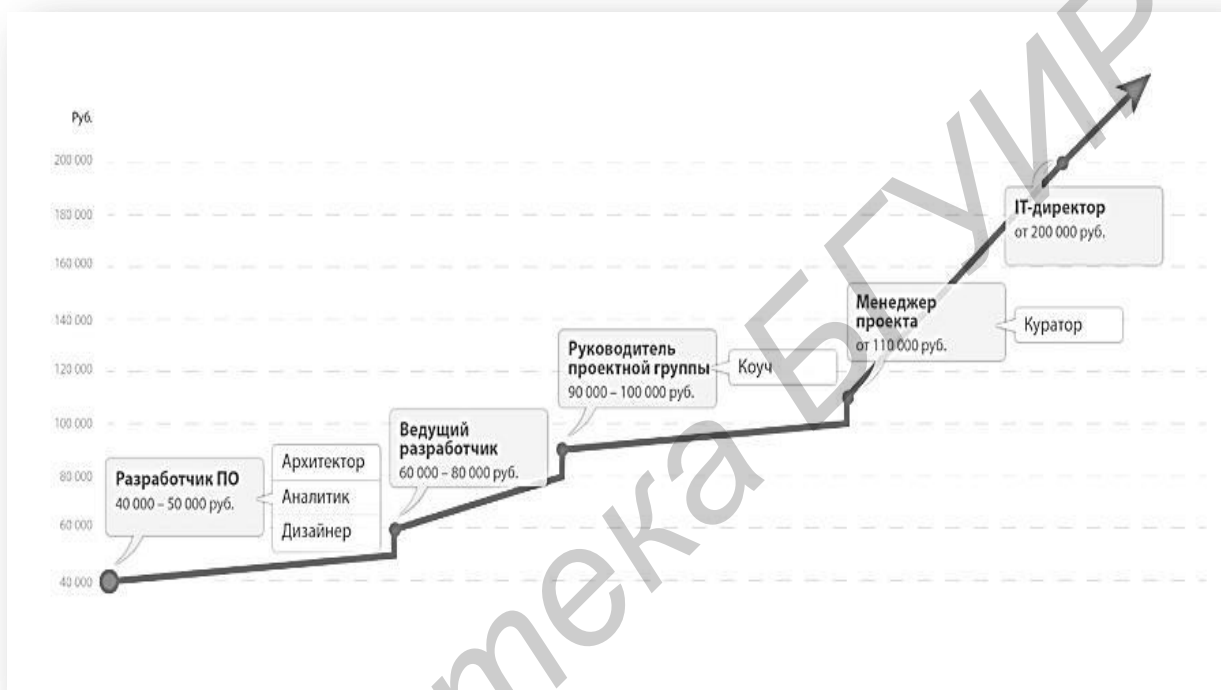 Руб.
200 000
180 000
160 000
140 000
120 000
100 000
80 000
60 000
40 000
Разработчик ПО
40 000 – 50 000 руб.
Архитектор
Аналитик
Дизайнер
Ведущий
разработчик
60 000 – 80 000 руб.
Руководитель
проектной группы
90 000 – 100 000 руб.
Коуч
Менеджер
проекта
от 110 000 руб.
Куратор
IT-директор
от 200 000 руб.
тека БГУИР